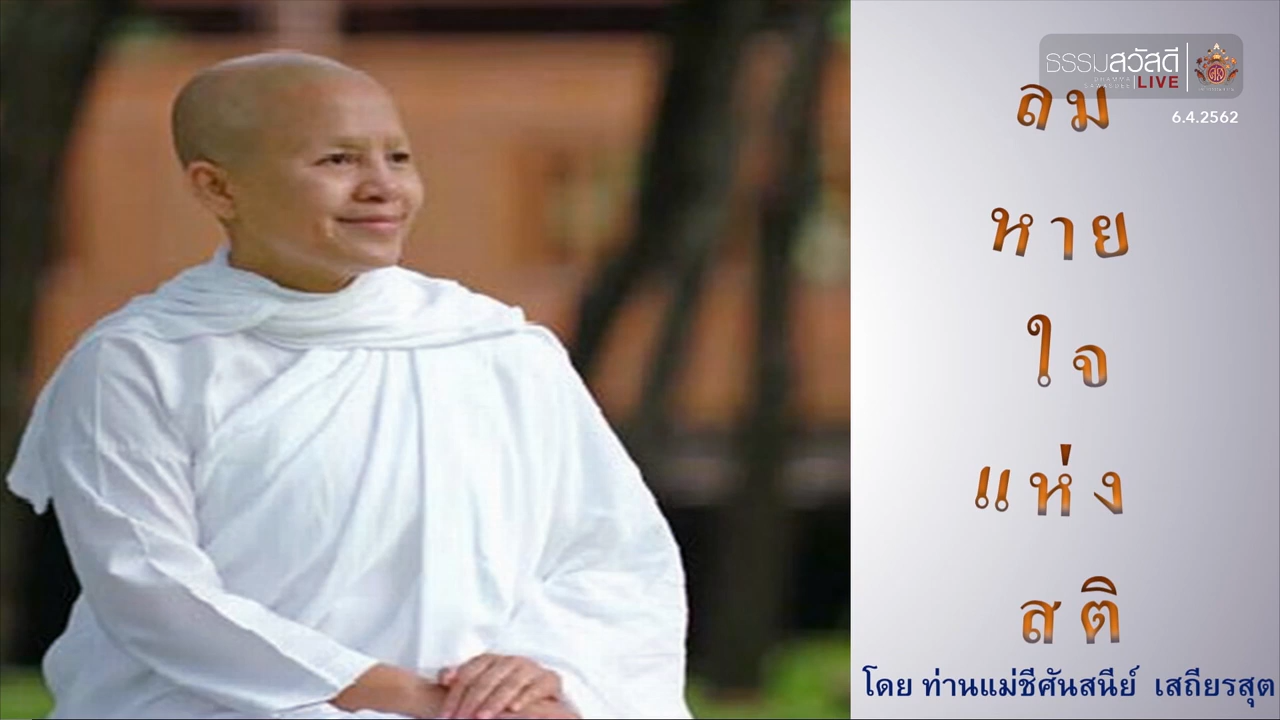 ธรรมสวัสดี
DHAMMA
SAWASDEE LIVE
6.4.2562
ลม
หาย
ใจ
แห่ง
สติ
โดย ท่านแม่ชีศันสนีย์ เสถียรสุต